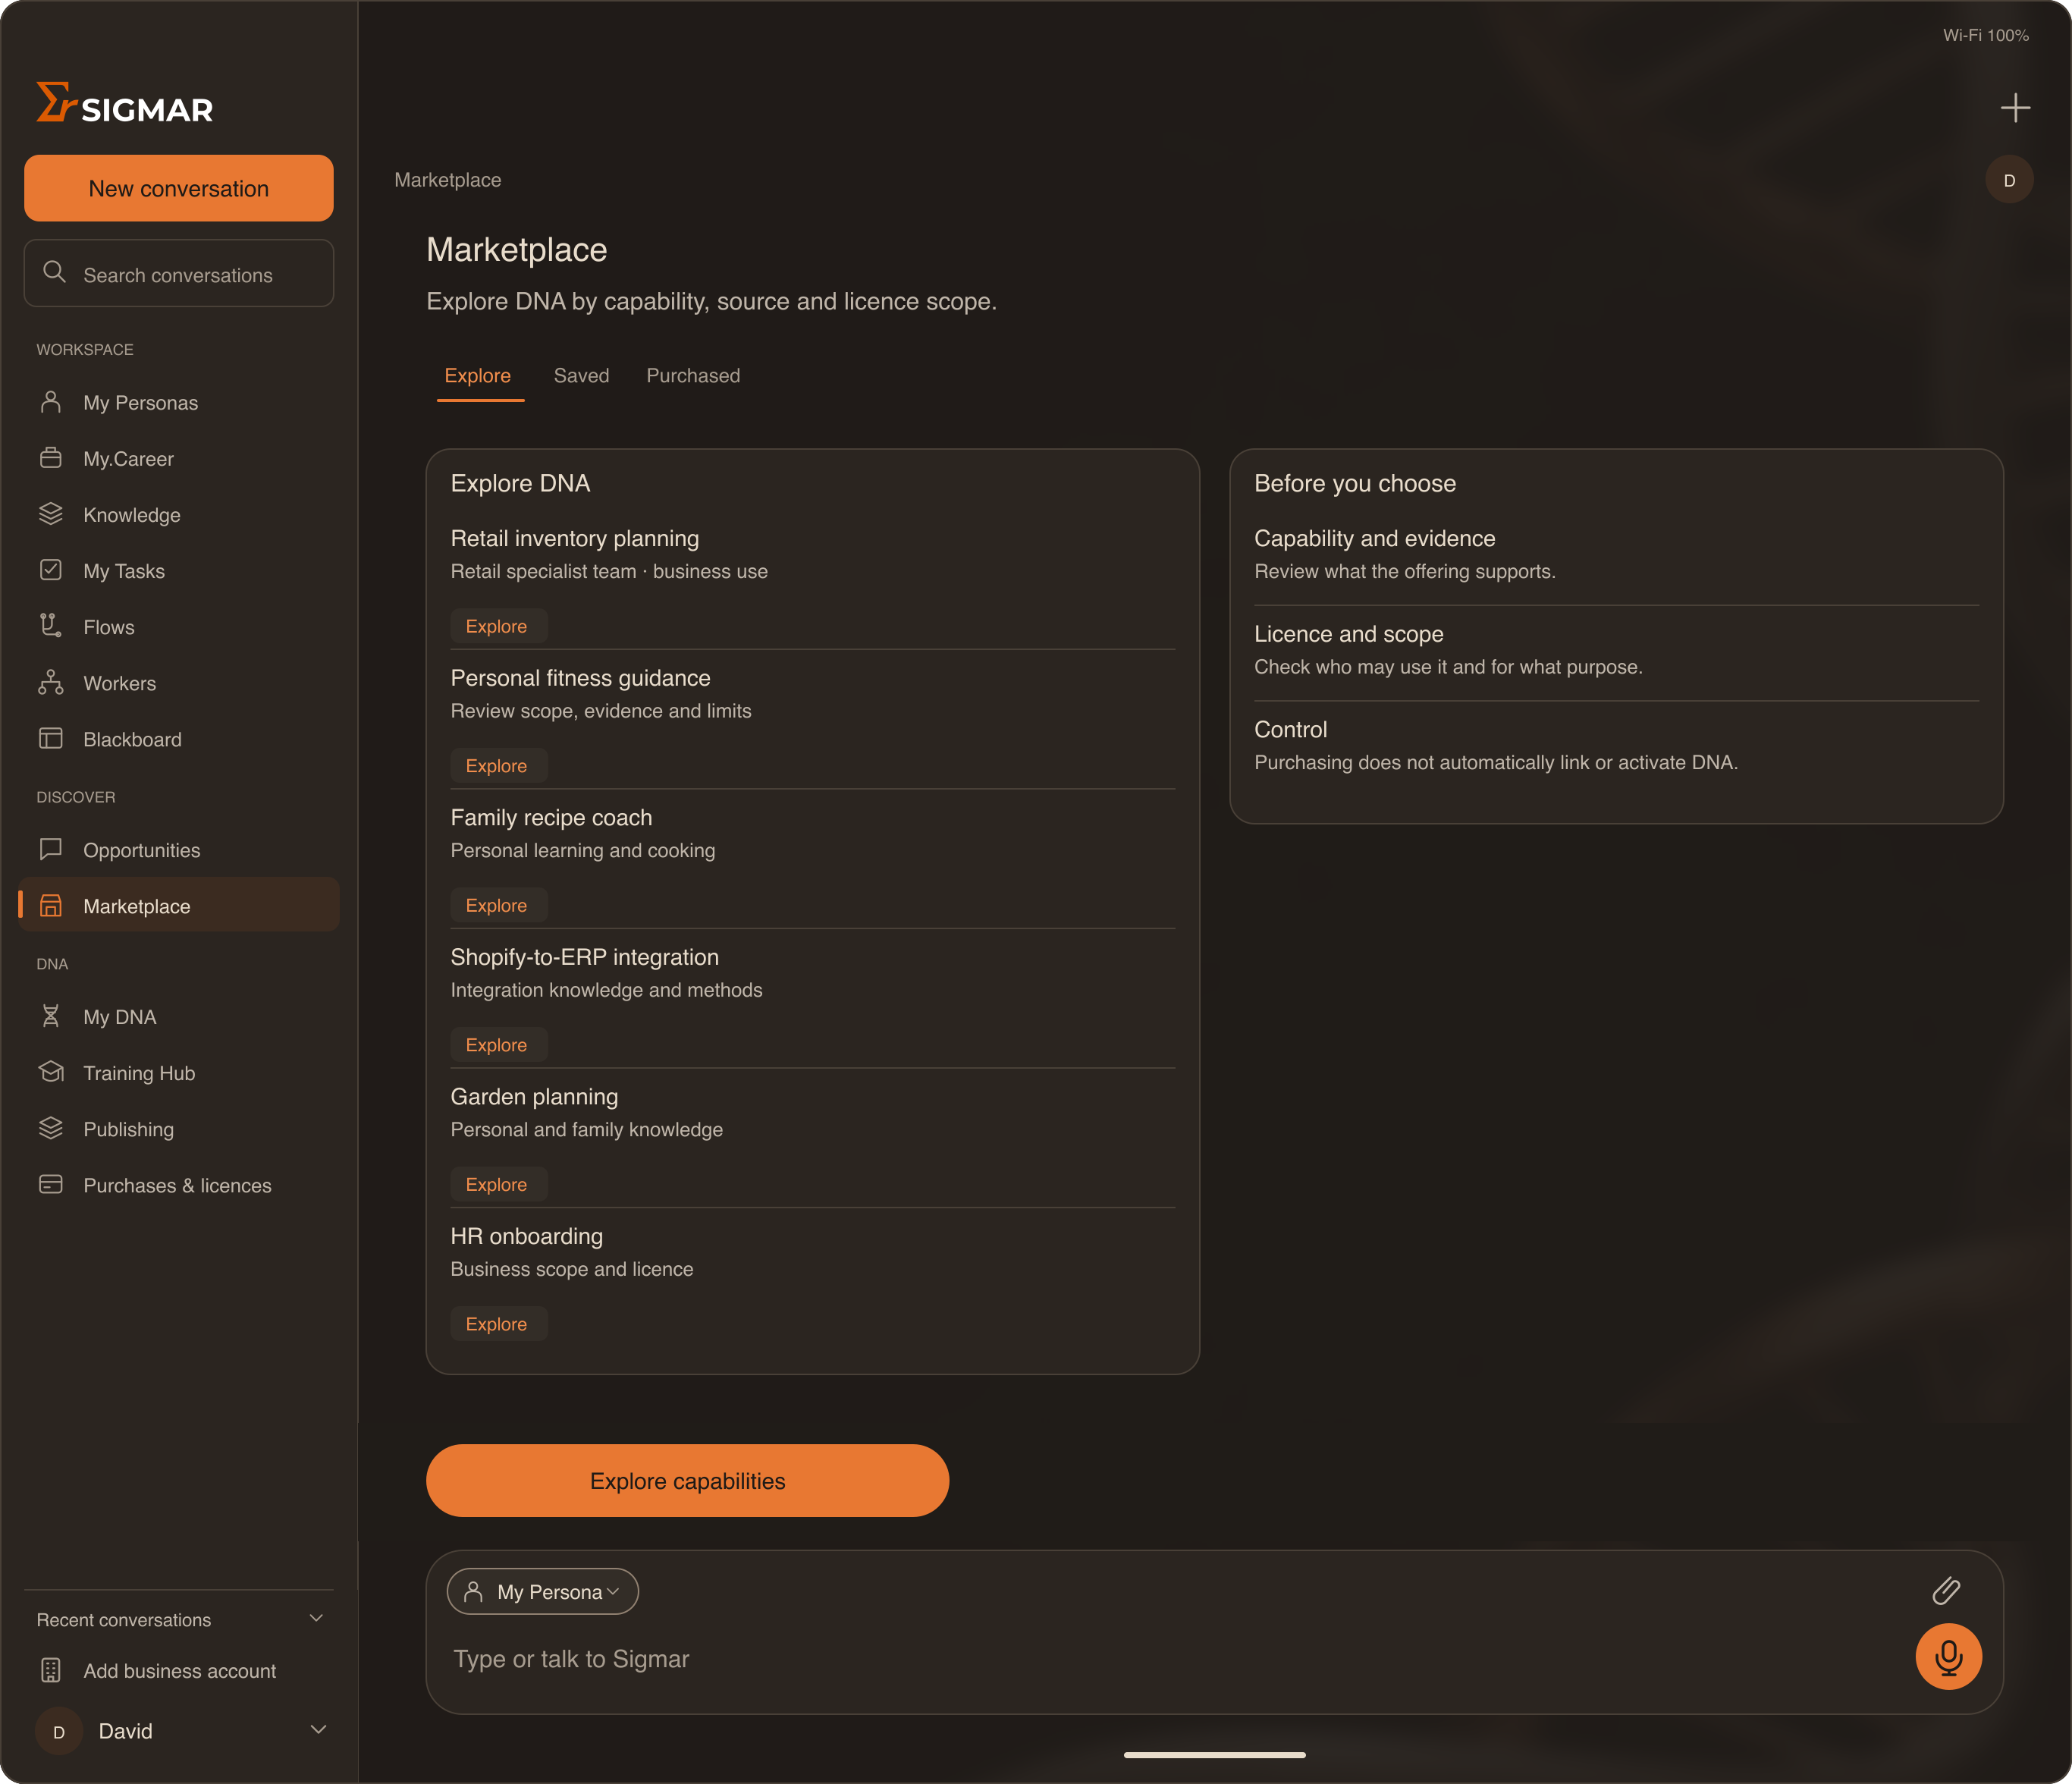 Wi-Fi 100%
Σr SIGMAR
New conversation
Search conversations
WORKSPACE
My Personas
My.Career
Knowledge
My Tasks
Flows
Workers
Blackboard
DISCOVER
Opportunities
Marketplace
DNA
My DNA
Training Hub
Publishing
Purchases & licences
Recent conversations
Add business account
D
David
Marketplace
D
Marketplace
Explore DNA by capability, source and licence scope.
Explore
Saved
Purchased
Explore DNA
Retail inventory planning
Retail specialist team · business use
Explore
Personal fitness guidance
Review scope, evidence and limits
Explore
Family recipe coach
Personal learning and cooking
Explore
Shopify-to-ERP integration
Integration knowledge and methods
Explore
Garden planning
Personal and family knowledge
Explore
HR onboarding
Business scope and licence
Explore
Before you choose
Capability and evidence
Review what the offering supports.
Licence and scope
Check who may use it and for what purpose.
Control
Purchasing does not automatically link or activate DNA.
Explore capabilities
My Persona
Type or talk to Sigmar